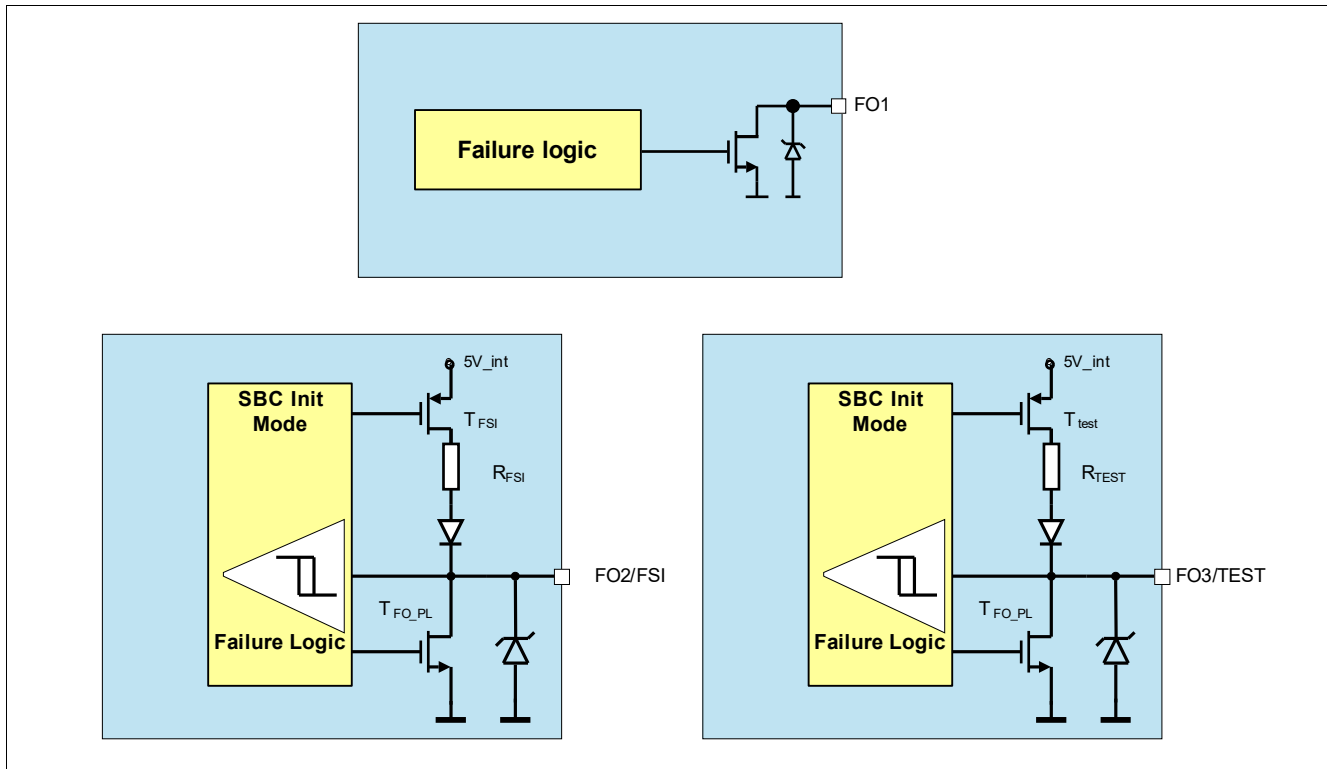 Failure logic
FO1
5V_int
SBC Init
Mode
TFSI
RFSI
FO2/FSI
TFO_PL
Failure Logic
5V_int
SBC Init
Mode
Ttest
RTEST
FO3/TEST
TFO_PL
Failure Logic